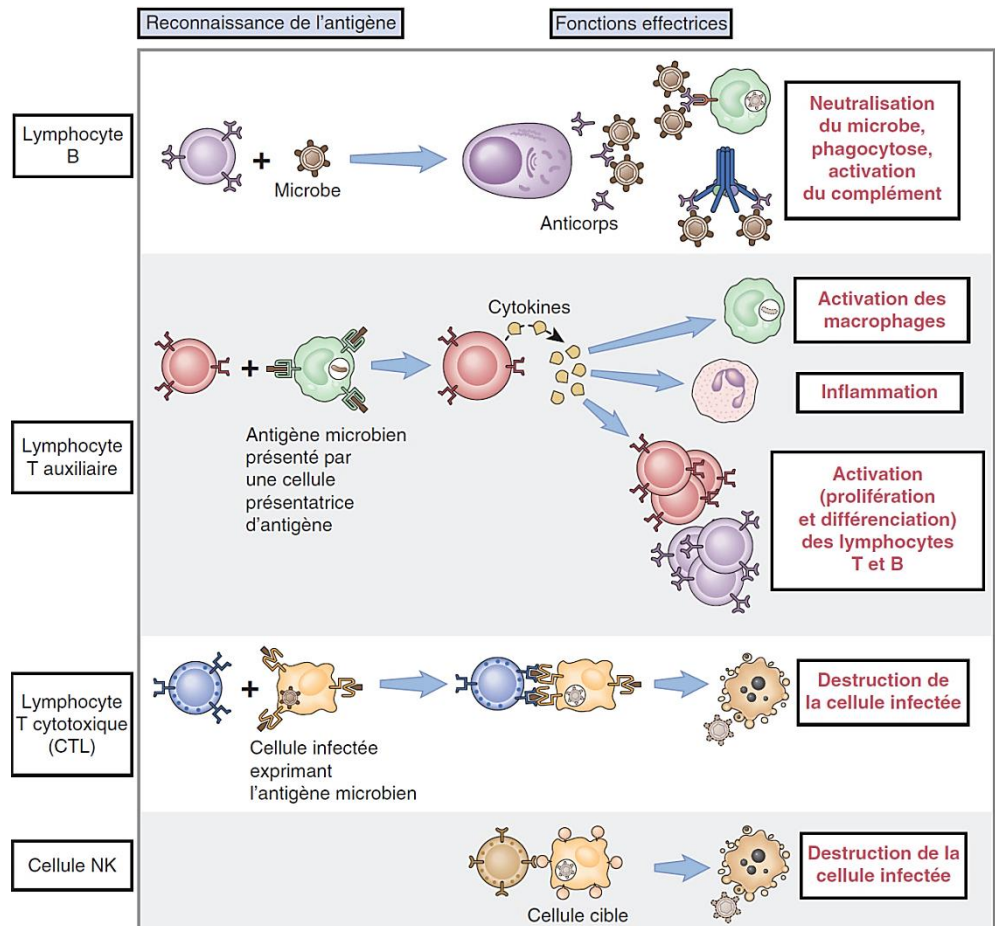 Reconnaissance de l'antigène
Fonctions effectrices
Lymphocyte
B
Microbe
Anticorps
Neutralisation
du microbe,
phagocytose,
activation
du complément
Lymphocyte
T auxiliaire
Antigène microbien
présenté par
une cellule
présentatrice
d'antigène
Cytokines
Activation des
macrophages
Inflammation
Activation
(prolifération
et différenciation)
des lymphocytes
T et B
Lymphocyte
T cytotoxique
(CTL)
Cellule infectée
exprimant
l'antigène microbien
Destruction de
la cellule infectée
Cellule NK
Cellule cible
Destruction de la
cellule infectée